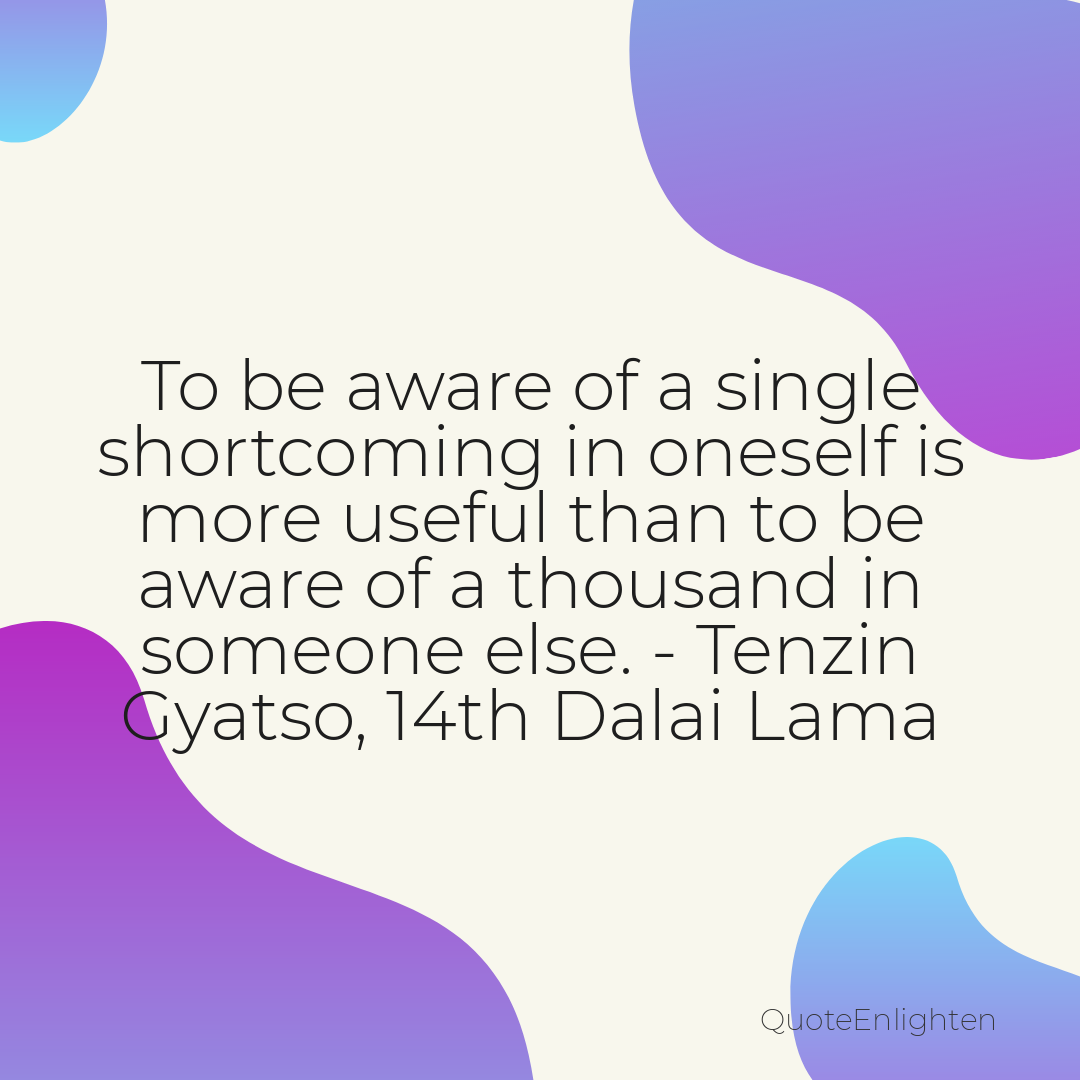 To be aware of a single
shortcoming in oneself is
more useful than to be
aware of a thousand in
someone else. - Tenzin
Gyatso, 14th Dalai Lama
QuoteEnlighten